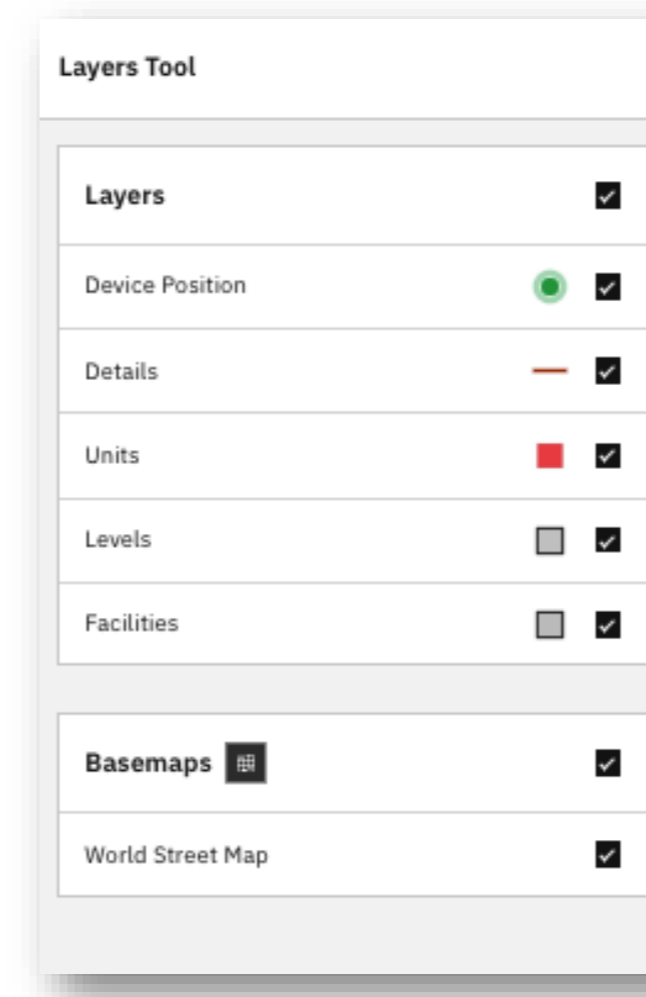 Layers Tool
Layers
Device Position
Details
Units
Levels
Facilities
Basemaps
World Street Map